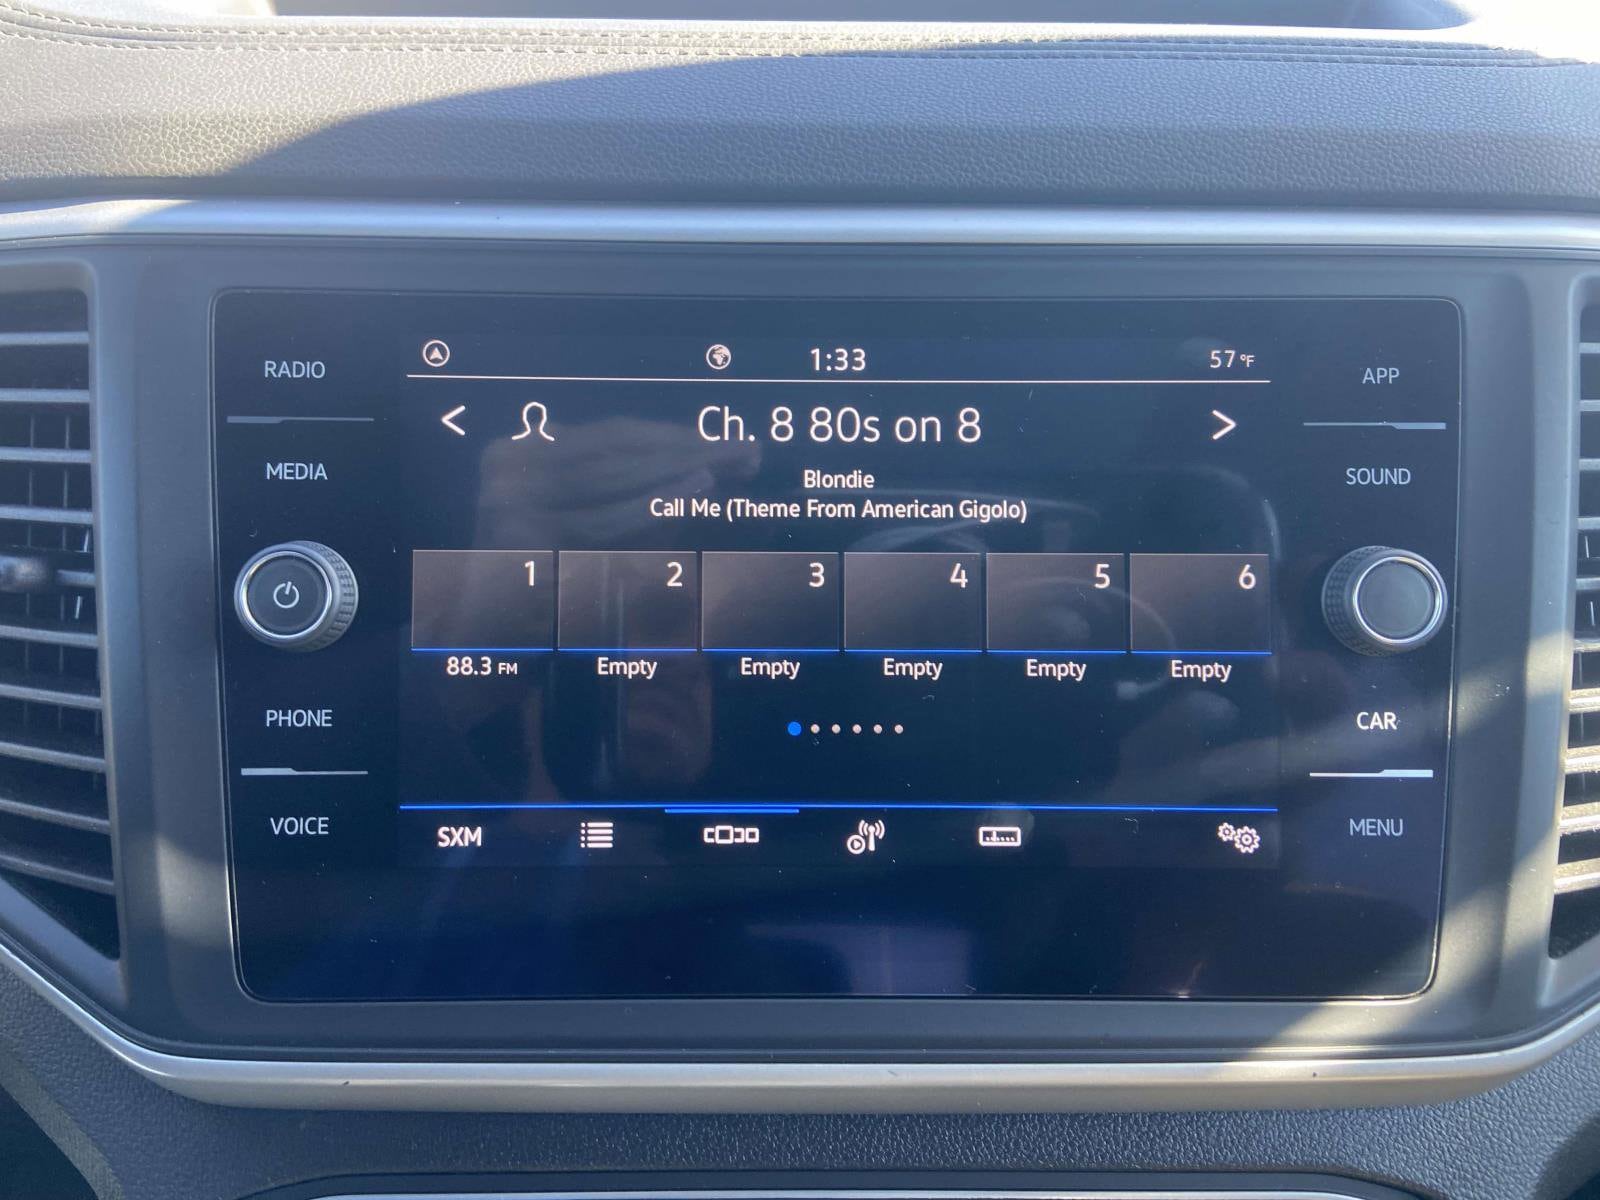 1:33 57 °F
RADIO
APP
Ch. 8 80s on 8
MEDIA
SOUND
Blondie
Call Me (Theme From American Gigolo)
1 2 3 4 5 6
88.3 FM Empty Empty Empty Empty Empty
PHONE
CAR
VOICE
MENU
SXM